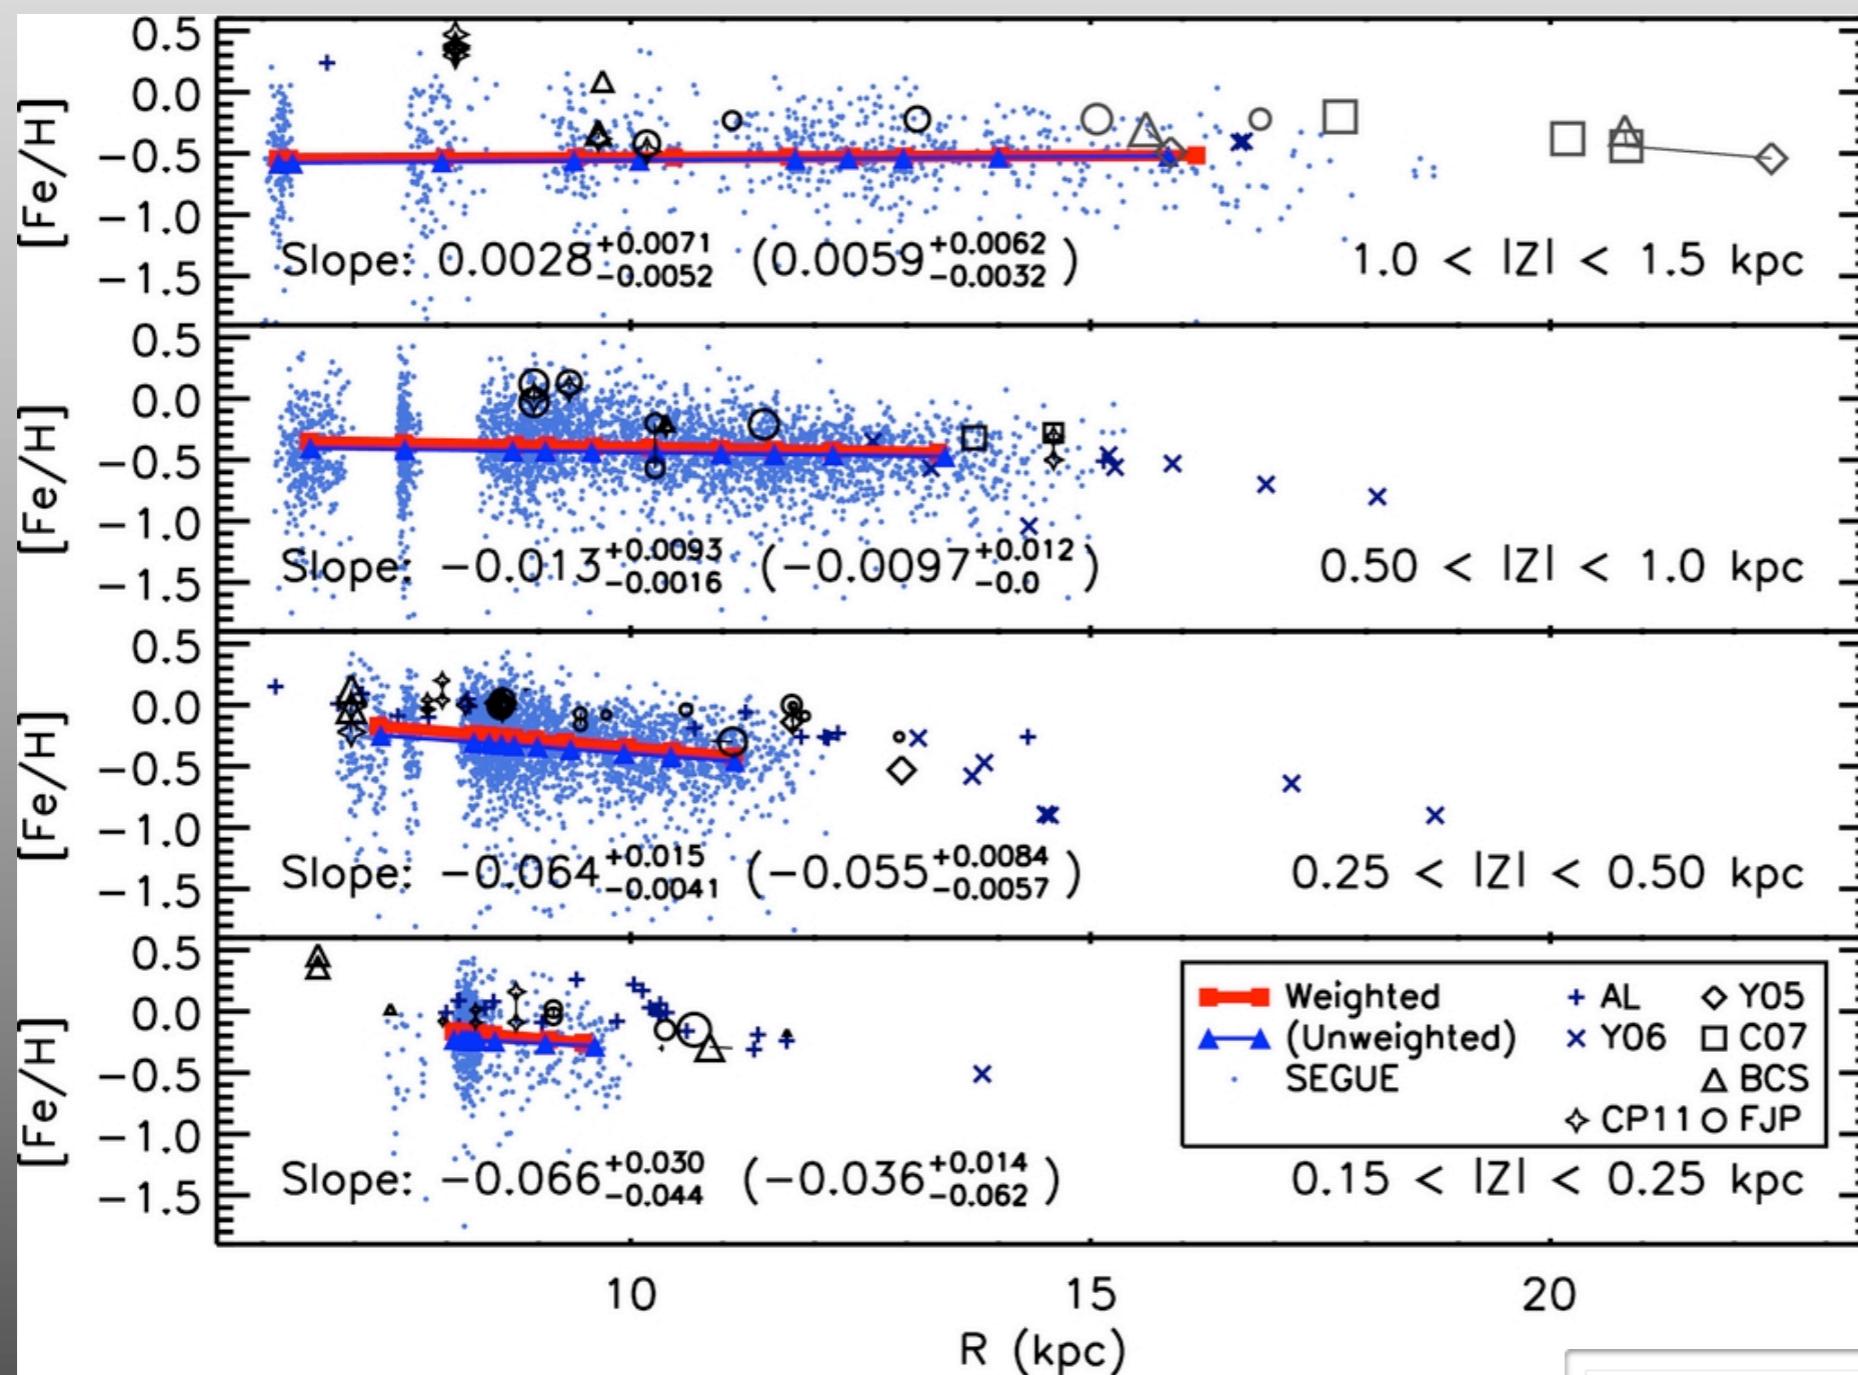 0.5
0.0
−0.5
−1.0
−1.5
[Fe/H]
Slope: 0.0028 +0.0071 −0.0052 (0.0059 +0.0062 −0.0032)
1.0 < |Z| < 1.5 kpc
0.5
0.0
−0.5
−1.0
−1.5
[Fe/H]
Slope: −0.013 +0.0093 −0.0016 (−0.0097 +0.012 −0.0)
0.50 < |Z| < 1.0 kpc
0.5
0.0
−0.5
−1.0
−1.5
[Fe/H]
Slope: −0.064 +0.015 −0.0041 (−0.055 +0.0084 −0.0057)
0.25 < |Z| < 0.50 kpc
0.5
0.0
−0.5
−1.0
−1.5
[Fe/H]
Weighted AL Y05
(Unweighted) Y06 C07
SEGUE BCS
CP11 FJP
Slope: −0.066 +0.030 −0.044 (−0.036 +0.014 −0.062)
0.15 < |Z| < 0.25 kpc
10 15 20
R (kpc)